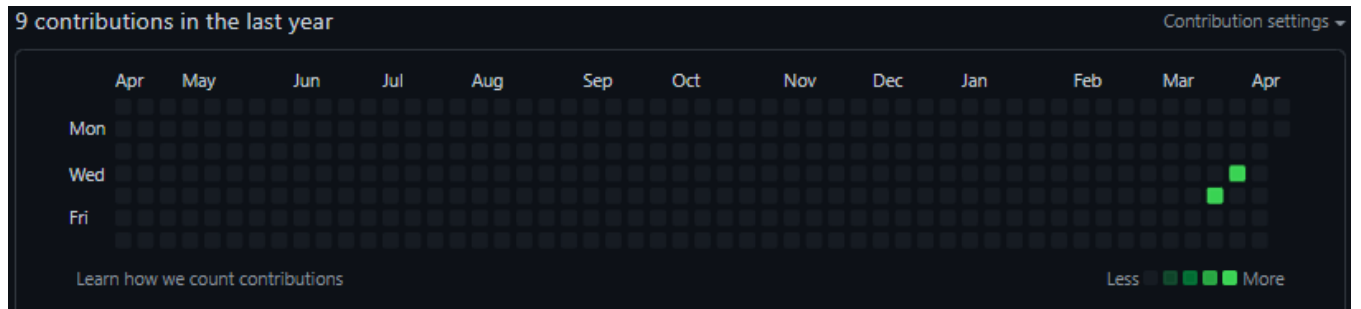 9 contributions in the last year
Contribution settings
Apr May Jun Jul Aug Sep Oct Nov Dec Jan Feb Mar Apr
Mon
Wed
Fri
Learn how we count contributions
Less More